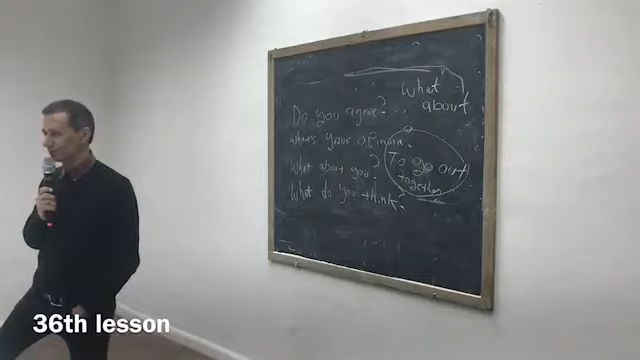 What
about
Do you agree?
What's your opinion.
What about you?
What do you think?
To go out
together
36th lesson